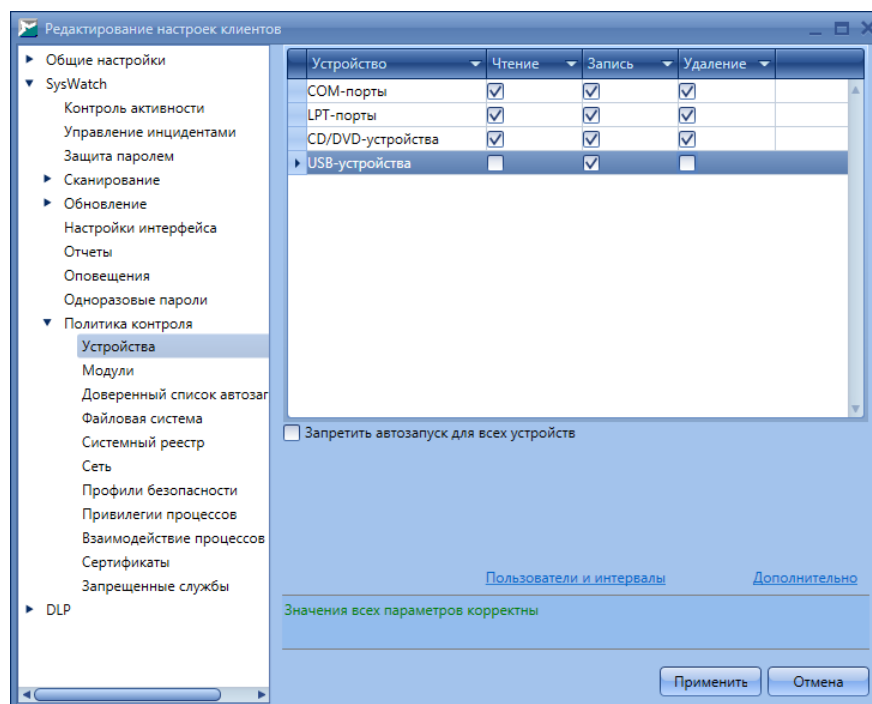 Редактирование настроек клиентов
Общие настройки
SysWatch
Контроль активности
Управление инцидентами
Защита паролем
Сканирование
Обновление
Настройки интерфейса
Отчеты
Оповещения
Одноразовые пароли
Политика контроля
Устройства
Модули
Доверенный список автозаг
Файловая система
Системный реестр
Сеть
Профили безопасности
Привилегии процессов
Взаимодействие процессов
Сертификаты
Запрещенные службы
DLP
Устройство Чтение Запись Удаление
COM-порты
LPT-порты
CD/DVD-устройства
USB-устройства
Запретить автозапуск для всех устройств
Пользователи и интервалы Дополнительно
Значения всех параметров корректны
Применить Отмена